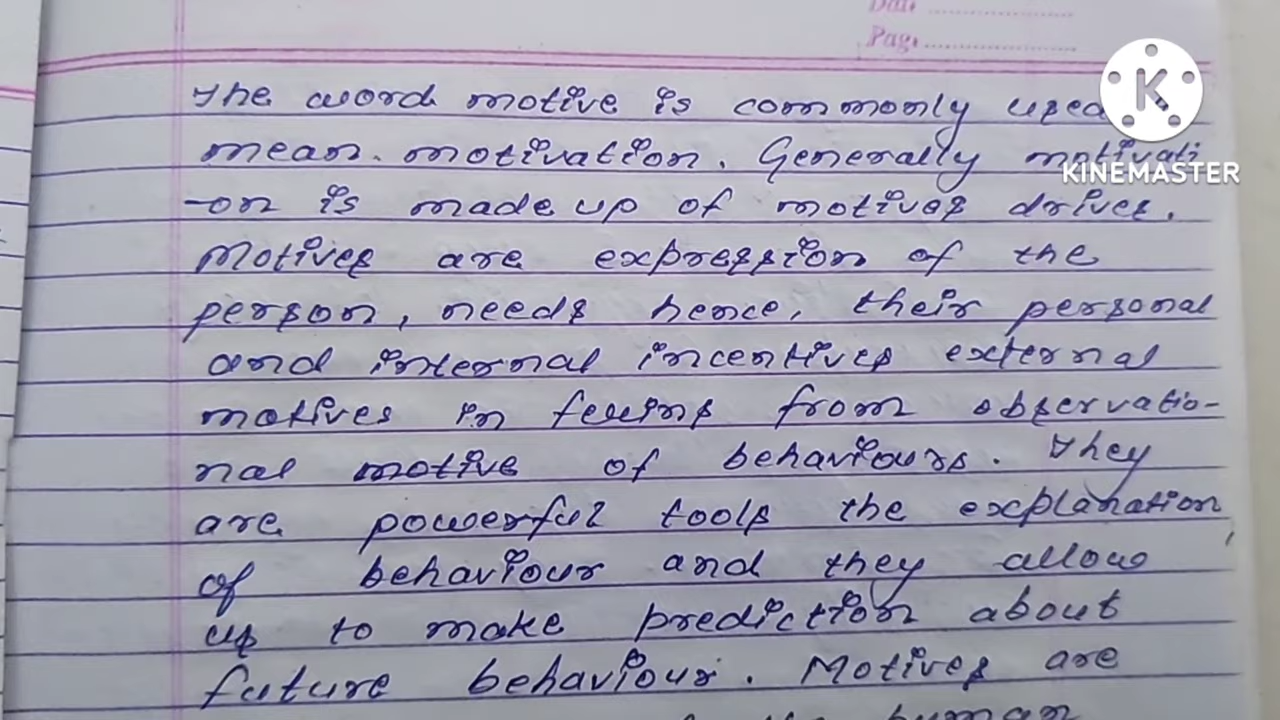 Date
Page
K
KINEMASTER
The word motive is commonly used
mean. motivation. Generally motivati
-on is made up of motives drives.
Motives are expression of the
person, needs hence, their personal
and internal incentives external
motives in from observatio-
nal motive of behaviours. They
are powerful tools the explanation
of behaviour and they allow
us to make prediction about
future behaviour. Motives are
human